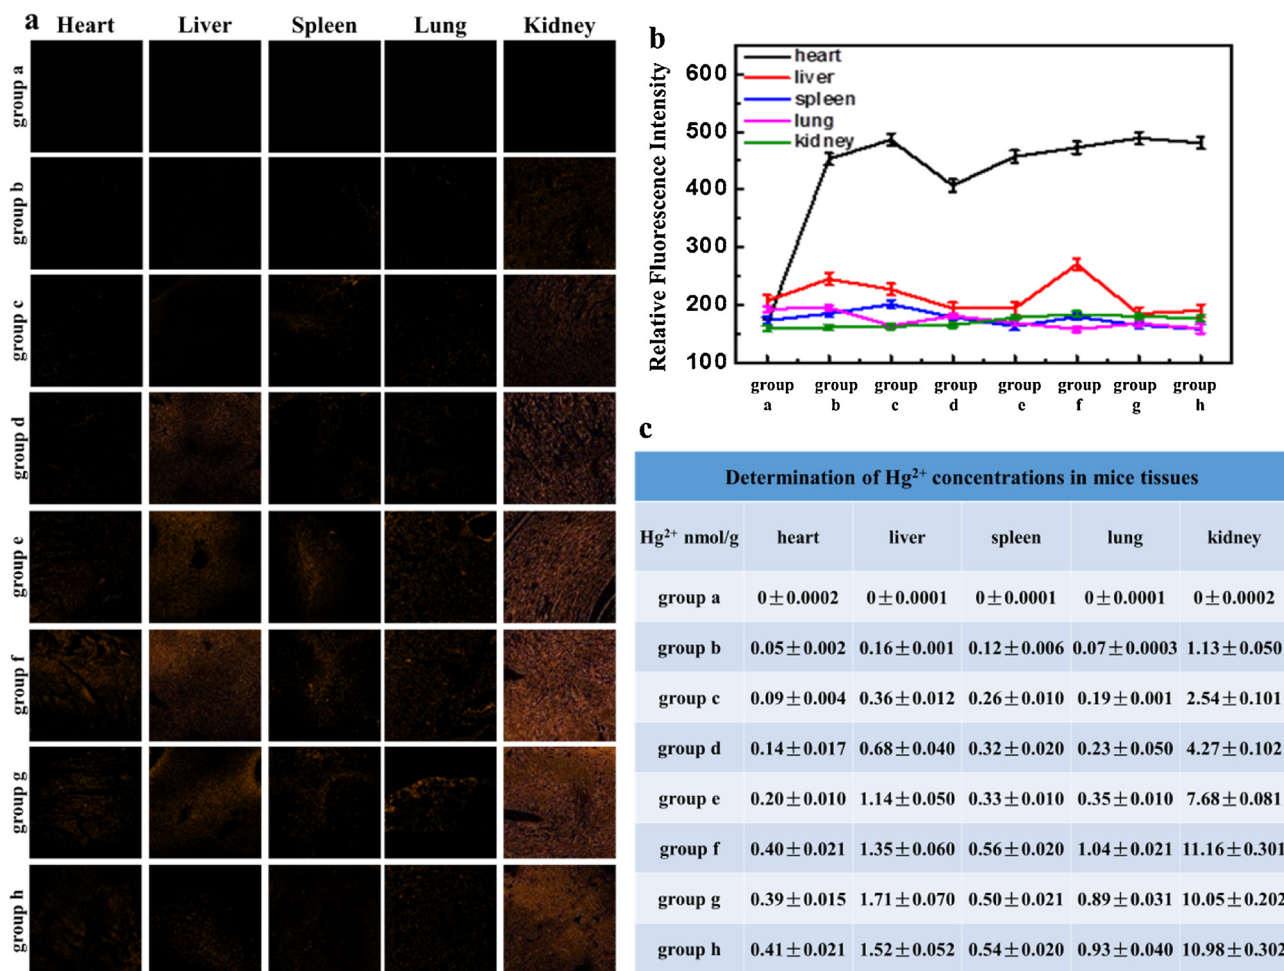 a
Heart Liver Spleen Lung Kidney
group a
group b
group c
group d
group e
group f
group g
group h
b
Relative Fluorescence Intensity
600
500
400
300
200
100
heart
liver
spleen
lung
kidney
group group group group group group group group
a b c d e f g h
c
Determination of Hg²⁺ concentrations in mice tissues
Hg²⁺ nmol/g heart liver spleen lung kidney
group a 0±0.0002 0±0.0001 0±0.0001 0±0.0001 0±0.0002
group b 0.05±0.002 0.16±0.001 0.12±0.006 0.07±0.0003 1.13±0.050
group c 0.09±0.004 0.36±0.012 0.26±0.010 0.19±0.001 2.54±0.101
group d 0.14±0.017 0.68±0.040 0.32±0.020 0.23±0.050 4.27±0.102
group e 0.20±0.010 1.14±0.050 0.33±0.010 0.35±0.010 7.68±0.081
group f 0.40±0.021 1.35±0.060 0.56±0.020 1.04±0.021 11.16±0.301
group g 0.39±0.015 1.71±0.070 0.50±0.021 0.89±0.031 10.05±0.202
group h 0.41±0.021 1.52±0.052 0.54±0.020 0.93±0.040 10.98±0.302